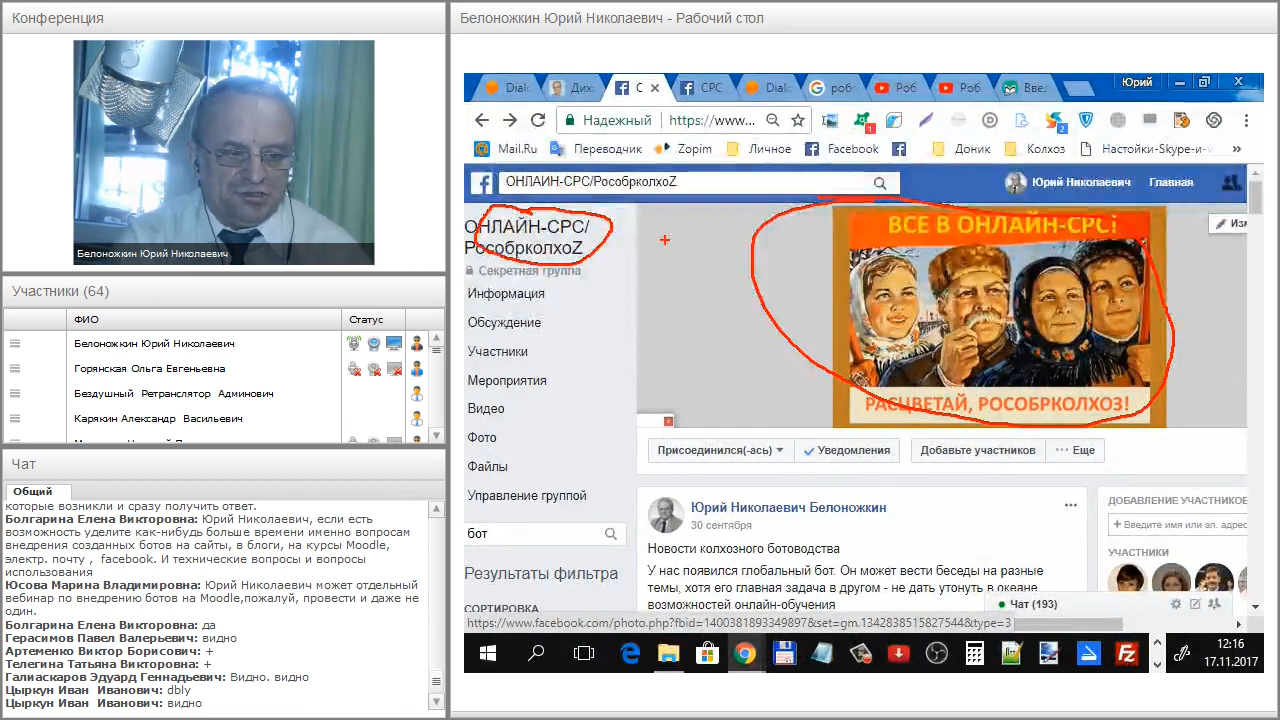 Конференция
Белоножкин Юрий Николаевич
Участники (64)
ФИО
Статус
Белоножкин Юрий Николаевич
Горянская Ольга Евгеньевна
Бездушный Ретранслятор Админович
Карякин Александр Васильевич
Чат
Общий
которые возникли и сразу получить ответ.
Болгарина Елена Викторовна: Юрий Николаевич, если есть
возможность уделите как-нибудь больше времени именно вопросам
внедрения созданных ботов на сайты, в блоги, на курсы Moodle,
электр. почту , facebook. И технические вопросы и вопросы
использования
Юсова Марина Владимировна: Юрий Николаевич может отдельный
вебинар по внедрению ботов на Moodle,пожалуй, провести и даже не
один.
Болгарина Елена Викторовна: да
Герасимов Павел Валерьевич: видно
Артеменко Виктор Борисович: +
Телегина Татьяна Викторовна: +
Галиаскаров Эдуард Геннадьевич: Видно. видно
Цыркун Иван Иванович: dbly
Цыркун Иван Иванович: видно
Белоножкин Юрий Николаевич - Рабочий стол
Dialo
Дих
С
СРС
Dialo
роб
Роб
Роб
Вве
Юрий
Надежный
https://www...
1
2
Mail.Ru
Переводчик
Zopim
Личное
Facebook
Доник
Колхоз
Настойки-Skype-и-v
»
ОНЛАИН-СРС/РособрколхоZ
Юрий Николаевич
Главная
ОНЛАЙН-СРС/
РособрколхоZ
Секретная группа
Информация
Обсуждение
Участники
Мероприятия
Видео
Фото
Файлы
Управление группой
бот
Результаты фильтра
СОРТИРОВКА
ВСЕ В ОНЛАЙН-СРС!
РАСЦВЕТАЙ, РОСОБРКОЛХОЗ!
Изм
Присоединился(-ась)
Уведомления
Добавьте участников
Еще
Юрий Николаевич Белоножкин
30 сентября
Новости колхозного ботоводства
У нас появился глобальный бот. Он может вести беседы на разные
темы, хотя его главная задача в другом - не дать утонуть в океане
возможностей онлайн-обучения
ДОБАВЛЕНИЕ УЧАСТНИКОВ
+ Введите имя или эл. адрес
УЧАСТНИКИ
Чат (193)
https://www.facebook.com/photo.php?fbid=1400381893349897&set=gm.1342838515827544&type=3
12:16
17.11.2017